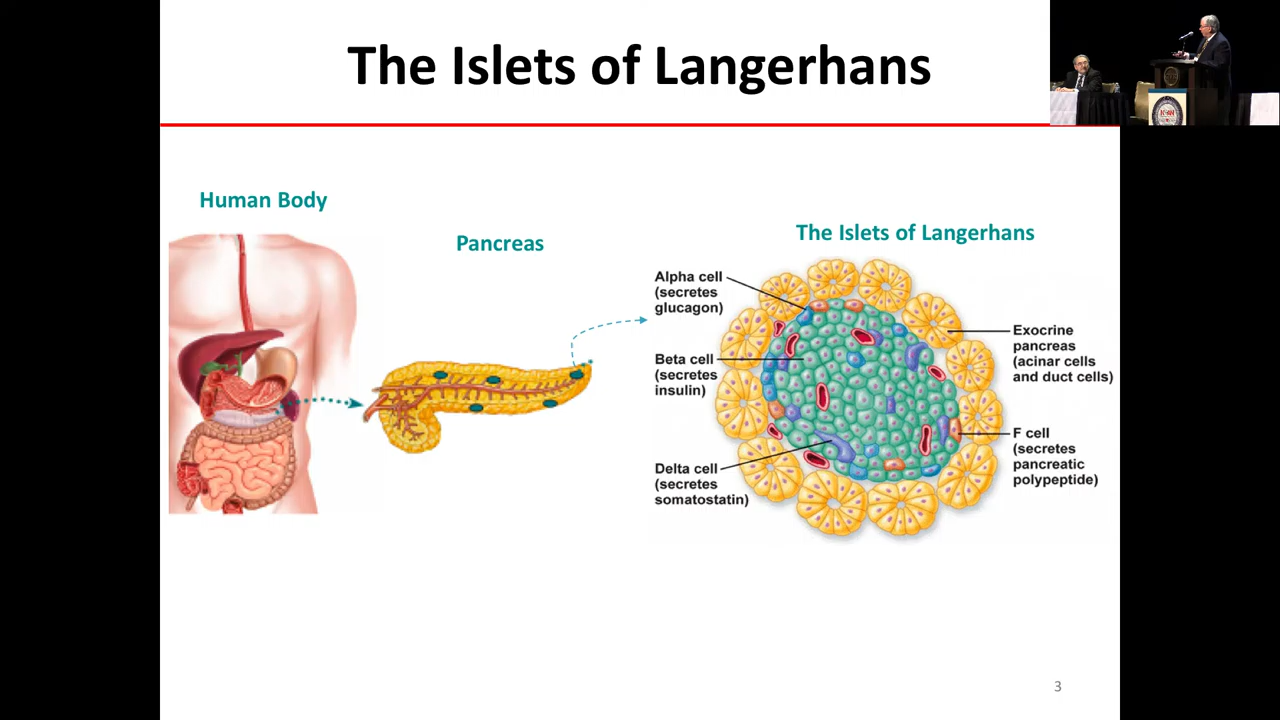 The Islets of Langerhans
Human Body
Pancreas
The Islets of Langerhans
Alpha cell
(secretes
glucagon)
Beta cell
(secretes
insulin)
Delta cell
(secretes
somatostatin)
Exocrine
pancreas
(acinar cells
and duct cells)
F cell
(secretes
pancreatic
polypeptide)
3